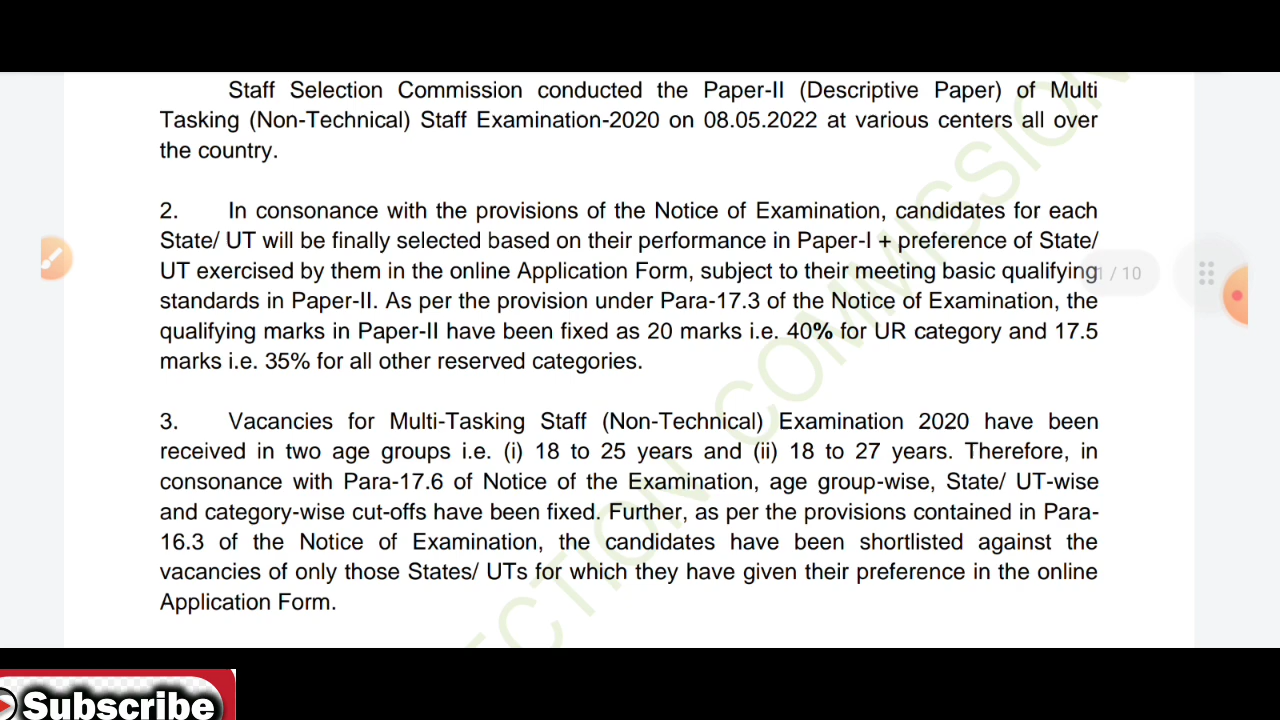 Staff Selection Commission conducted the Paper-II (Descriptive Paper) of Multi
Tasking (Non-Technical) Staff Examination-2020 on 08.05.2022 at various centers all over
the country.
2. In consonance with the provisions of the Notice of Examination, candidates for each
State/ UT will be finally selected based on their performance in Paper-I + preference of State/
UT exercised by them in the online Application Form, subject to their meeting basic qualifying
1 / 10
standards in Paper-II. As per the provision under Para-17.3 of the Notice of Examination, the
qualifying marks in Paper-II have been fixed as 20 marks i.e. 40% for UR category and 17.5
marks i.e. 35% for all other reserved categories.
3. Vacancies for Multi-Tasking Staff (Non-Technical) Examination 2020 have been
received in two age groups i.e. (i) 18 to 25 years and (ii) 18 to 27 years. Therefore, in
consonance with Para-17.6 of Notice of the Examination, age group-wise, State/ UT-wise
and category-wise cut-offs have been fixed. Further, as per the provisions contained in Para-
16.3 of the Notice of Examination, the candidates have been shortlisted against the
vacancies of only those States/ UTs for which they have given their preference in the online
Application Form.
ECTION COMMISSION
Subscribe